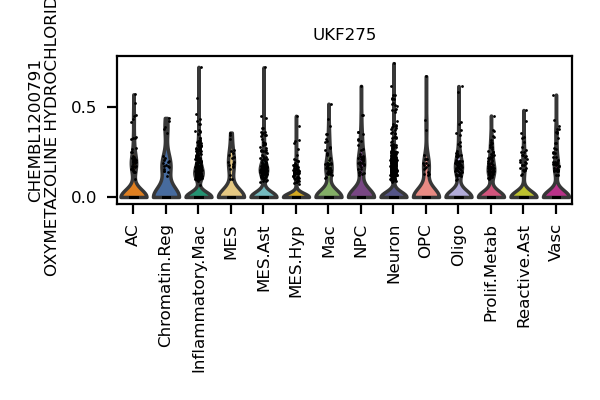 UKF275
CHEMBL1200791
OXYMETAZOLINE HYDROCHLORID
0.5
0.0
AC
Chromatin.Reg
Inflammatory.Mac
MES
MES.Ast
MES.Hyp
Mac
NPC
Neuron
OPC
Oligo
Prolif.Metab
Reactive.Ast
Vasc